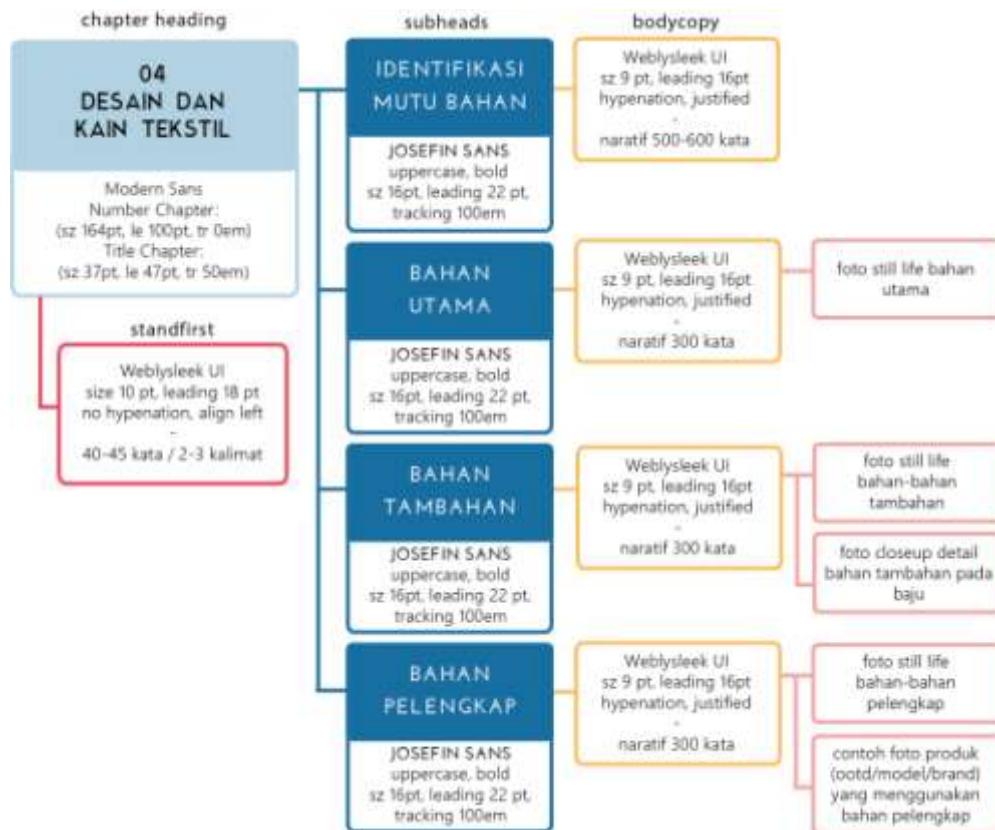 chapter heading
subheads
bodycopy
04
DESAIN DAN
KAIN TEKSTIL
Modern Sans
Number Chapter:
(sz 164pt, le 100pt, tr 0em)
Title Chapter:
(sz 37pt, le 47pt, tr 50em)
standfirst
Weblysleek UI
size 10 pt, leading 18 pt
no hypenation, align left
-
40-45 kata / 2-3 kalimat
IDENTIFIKASI
MUTU BAHAN
JOSEFIN SANS
uppercase, bold
sz 16pt, leading 22 pt,
tracking 100em
Weblysleek UI
sz 9 pt, leading 16pt
hypenation, justified
-
naratif 500-600 kata
BAHAN
UTAMA
JOSEFIN SANS
uppercase, bold
sz 16pt, leading 22 pt,
tracking 100em
Weblysleek UI
sz 9 pt, leading 16pt
hypenation, justified
-
naratif 300 kata
foto still life bahan
utama
BAHAN
TAMBAHAN
JOSEFIN SANS
uppercase, bold
sz 16pt, leading 22 pt,
tracking 100em
Weblysleek UI
sz 9 pt, leading 16pt
hypenation, justified
-
naratif 300 kata
foto still life
bahan-bahan
tambahan
foto closeup detail
bahan tambahan pada
baju
BAHAN
PELENGKAP
JOSEFIN SANS
uppercase, bold
sz 16pt, leading 22 pt,
tracking 100em
Weblysleek UI
sz 9 pt, leading 16pt
hypenation, justified
-
naratif 300 kata
foto still life
bahan-bahan
pelengkap
contoh foto produk
(ootd/model/brand)
yang menggunakan
bahan pelengkap